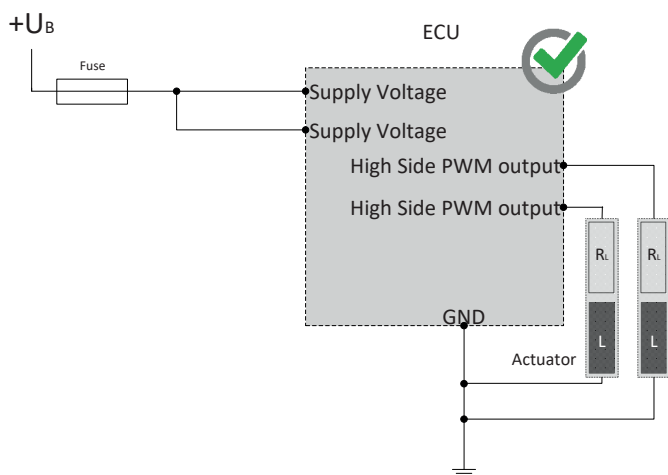 +UB
ECU
Fuse
Supply Voltage
Supply Voltage
High Side PWM output
High Side PWM output
RL
RL
GND
L
L
Actuator